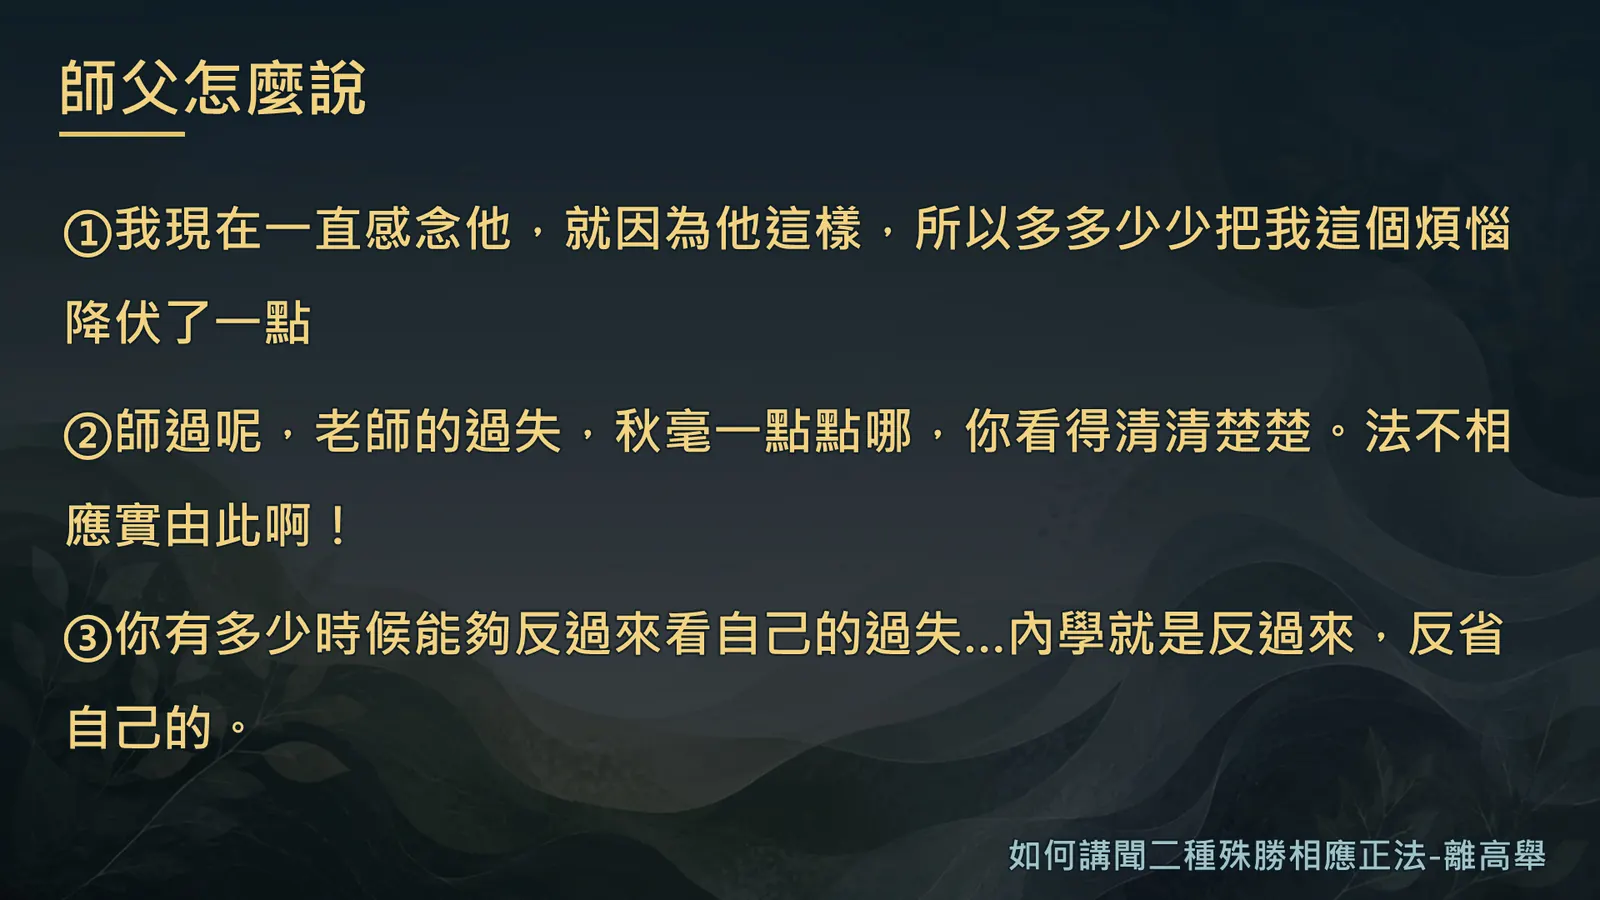 師父怎麼說
①我現在一直感念他，就因為他這樣，所以多多少少把我這個煩惱
降伏了一點
②師過呢，老師的過失，秋毫一點點哪，你看得清清楚楚。法不相
應實由此啊！
③你有多少時候能夠反過來看自己的過失...內學就是反過來，反省
自己的。
如何講聞二種殊勝相應正法-離高舉